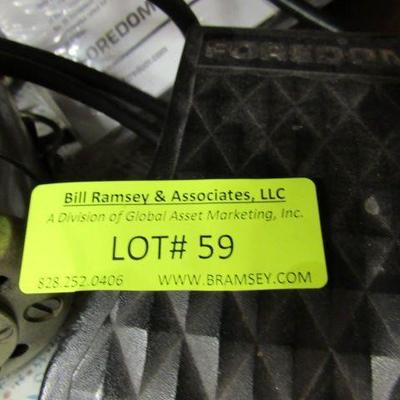 FOREDOM
FOREDOM
Bill Ramsey & Associates, LLC
A Division of Global Asset Marketing, Inc.
LOT# 59
828.252.0406 WWW.BRAMSEY.COM